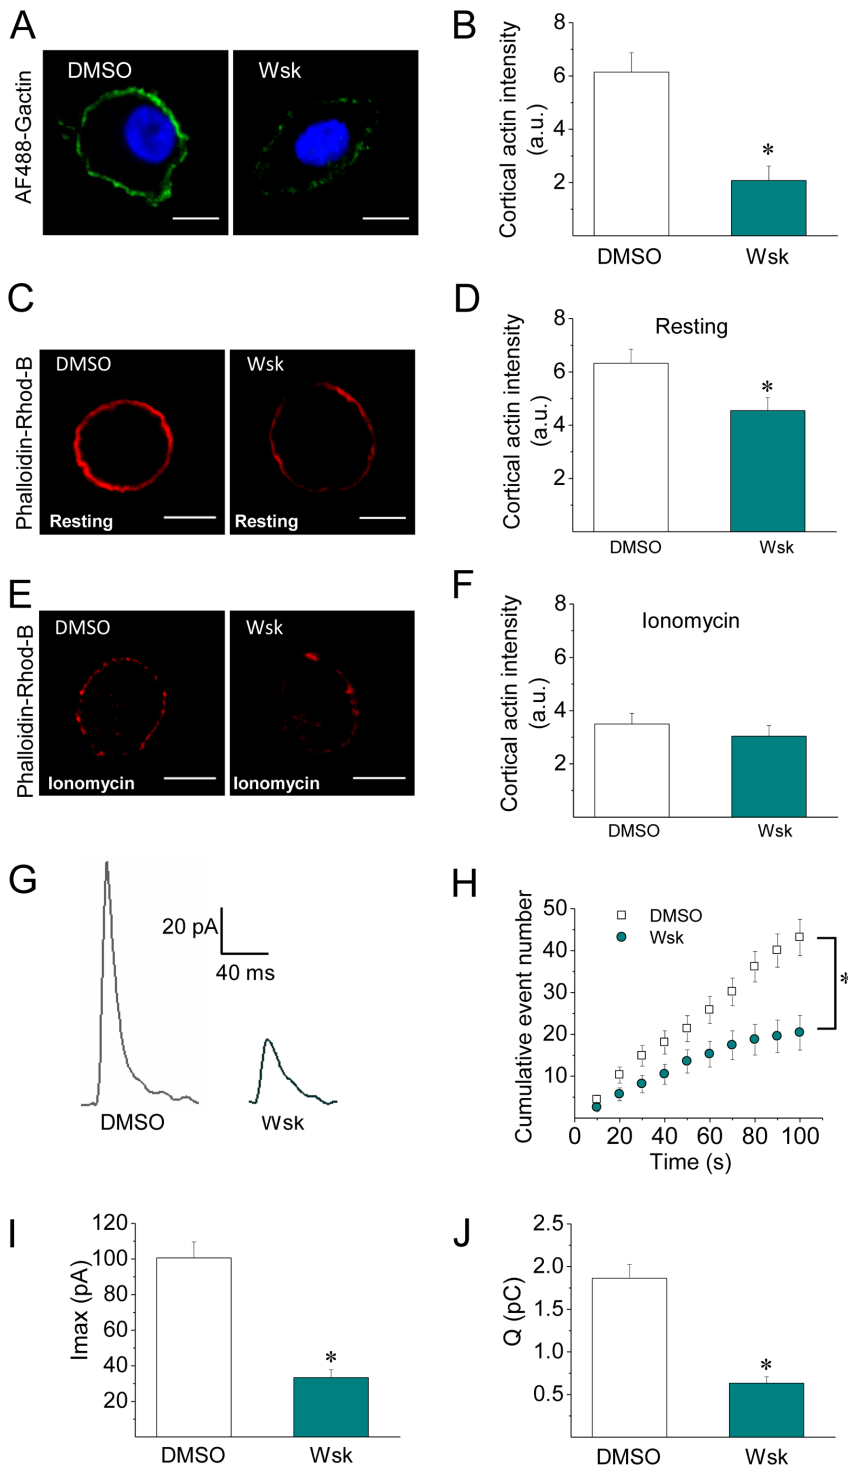 A
DMSO
Wsk
AF488-Gactin
B
Cortical actin intensity
(a.u.)
8
6
4
2
*
DMSO
Wsk
C
DMSO
Wsk
Phalloidin-Rhod-B
Resting
Resting
D
Resting
Cortical actin intensity
(a.u.)
8
6
4
2
*
DMSO
Wsk
E
DMSO
Wsk
Phalloidin-Rhod-B
Ionomycin
Ionomycin
F
Ionomycin
Cortical actin intensity
(a.u.)
8
6
4
2
DMSO
Wsk
G
20 pA
40 ms
DMSO
Wsk
H
Cumulative event number
50
40
30
20
10
DMSO
Wsk
*
0 20 40 60 80 100
Time (s)
I
Imax (pA)
120
100
80
60
40
20
*
DMSO
Wsk
J
Q (pC)
2.5
2.0
1.5
1.0
0.5
*
DMSO
Wsk